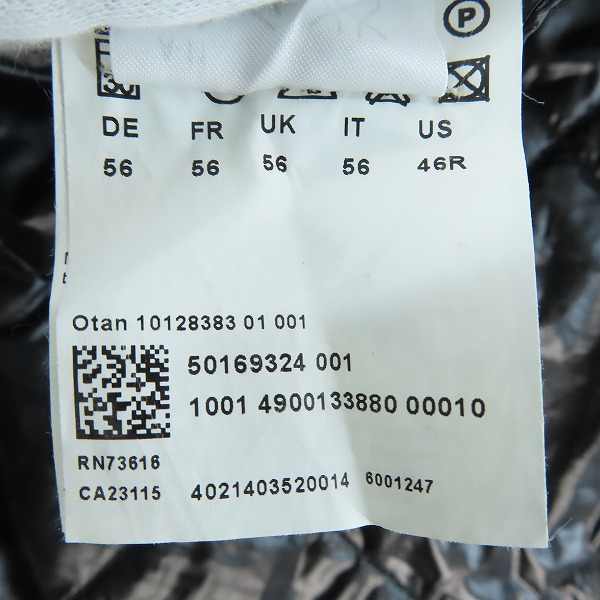 P
DE FR UK IT US
56 56 56 56 46R
Otan 10128383 01 001
50169324 001
1001 4900133880 00010
RN73616
CA23115 4021403520014 6001247